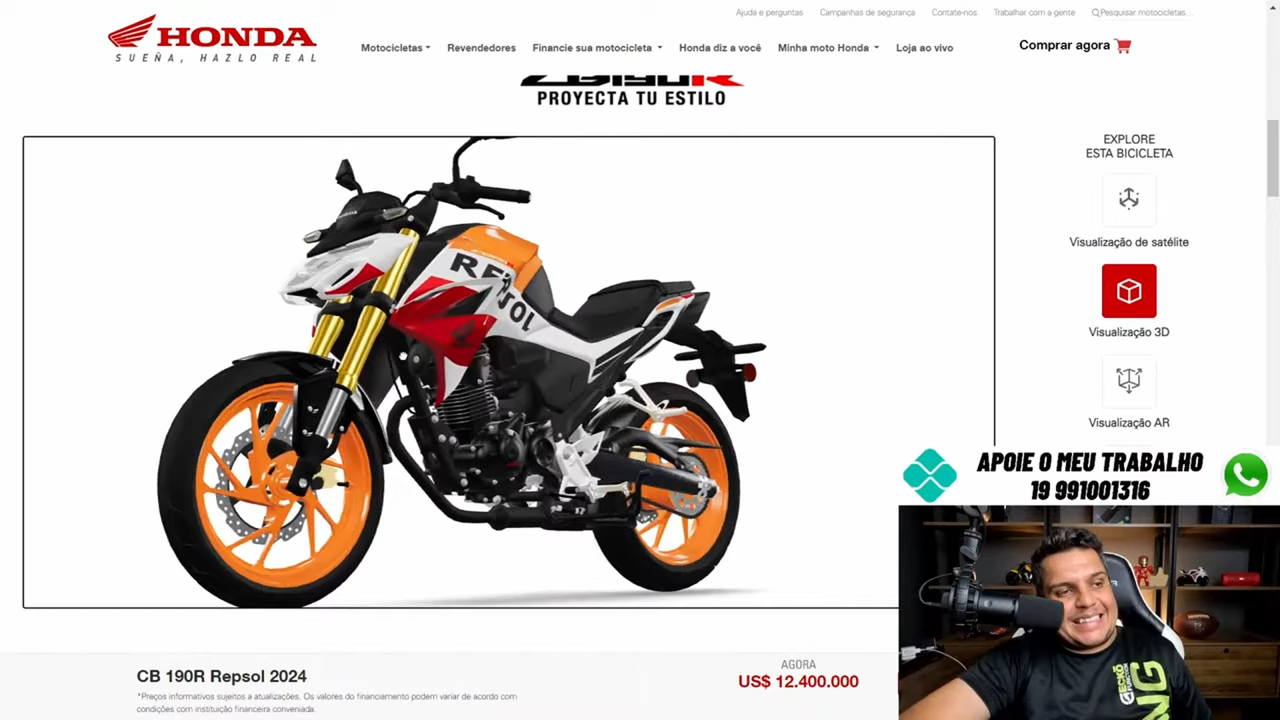 Ajuda e perguntas Campanhas de segurança Contate-nos Trabalhar com a gente Pesquisar motocicletas...
HONDA
SUEÑA, HAZLO REAL
Motocicletas Revendedores Financie sua motocicleta Honda diz a você Minha moto Honda Loja ao vivo Comprar agora
CB190R
PROYECTA TU ESTILO
EXPLORE
ESTA BICICLETA
Visualização de satélite
Visualização 3D
Visualização AR
HONDA
REPSOL
APOIE O MEU TRABALHO
19 991001316
CB 190R Repsol 2024
*Preços informativos sujeitos a atualizações. Os valores do financiamento podem variar de acordo com
condições com instituição financeira conveniada.
AGORA
US$ 12.400.000
GECKO